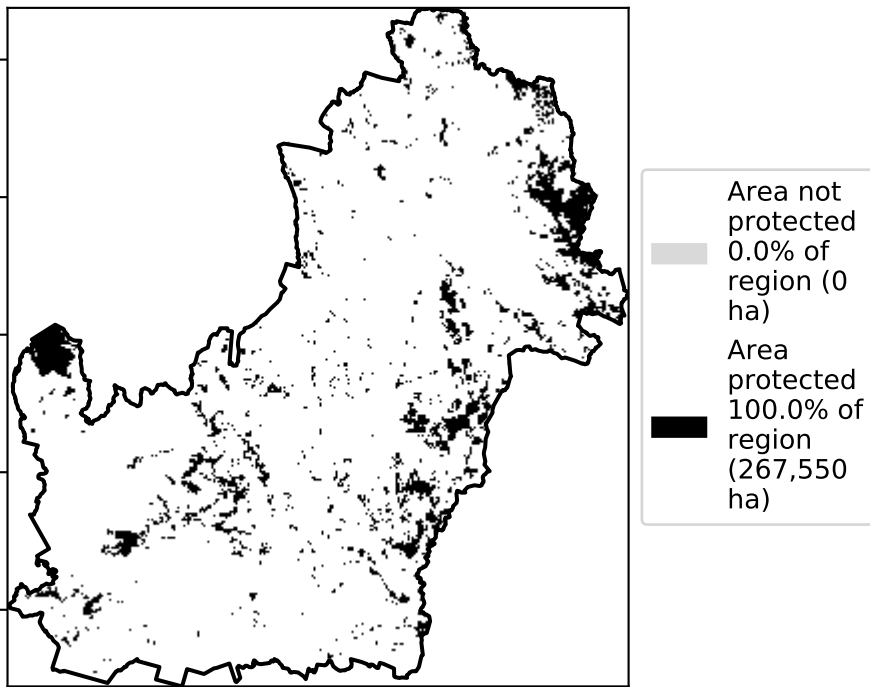 Area not
protected
0.0% of
region (0
ha)
Area
protected
100.0% of
region
(267,550
ha)